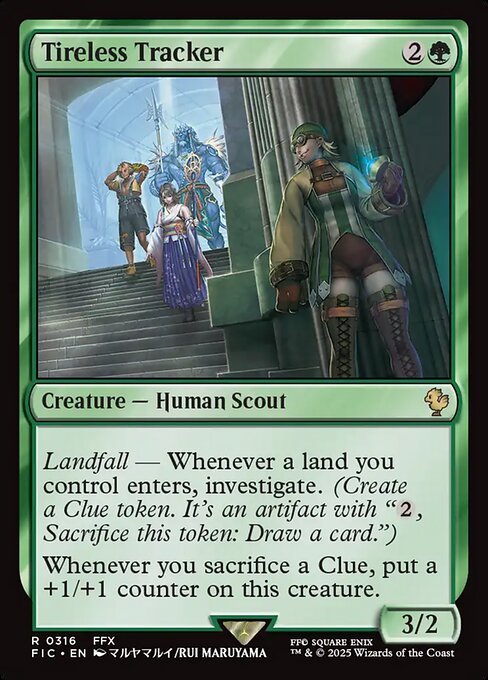 Tireless Tracker 2
Creature — Human Scout
Landfall — Whenever a land you
control enters, investigate. (Create
a Clue token. It's an artifact with “2,
Sacrifice this token: Draw a card.”)
Whenever you sacrifice a Clue, put a
+1/+1 counter on this creature.
3/2
R 0316 FFX
FIC • EN マルヤマルイ/RUI MARUYAMA
FF© SQUARE ENIX
™ & © 2025 Wizards of the Coast